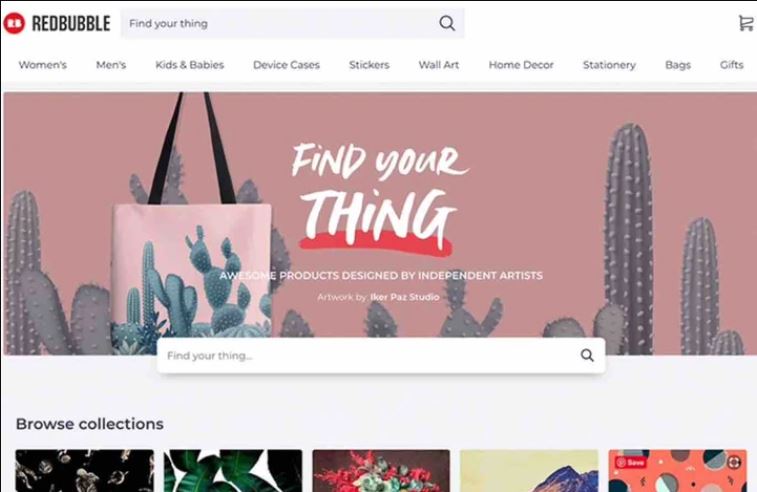 REDBUBBLE
Find your thing
Women's Men's Kids & Babies Device Cases Stickers Wall Art Home Decor Stationery Bags Gifts
FiND your
THiNG
AWESOME PRODUCTS DESIGNED BY INDEPENDENT ARTISTS
Artwork by: Iker Paz Studio
Find your thing...
Browse collections
Save